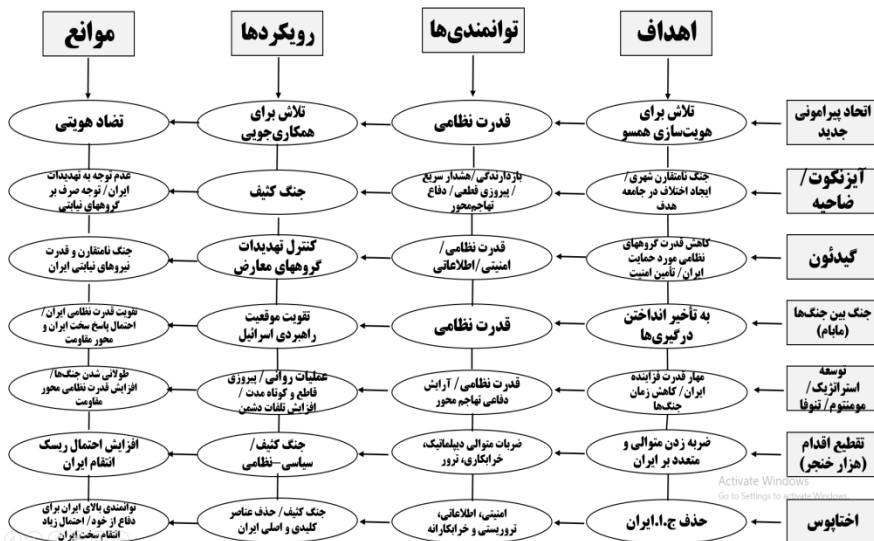 اهداف
توانمندی‌ها
رویکردها
موانع
اتحاد پیرامونی
جدید
تلاش برای
هویت‌سازی همسو
قدرت نظامی
تلاش برای
همکاری‌جویی
تضاد هویتی
آیزنکوت/
ضاحیه
جنگ نامتقارن شهری/
ایجاد اختلاف در جامعه
هدف
بازدارندگی/هشدار سریع
/ پیروزی قطعی/ دفاع
تهاجم‌محور
جنگ کثیف
عدم توجه به تهدیدات
ایران/ توجه صرف بر
گروههای نیابتی
گیدئون
کاهش قدرت گروههای
نظامی مورد حمایت
ایران/ تأمین امنیت
قدرت نظامی/
امنیتی/اطلاعاتی
کنترل تهدیدات
گروههای معارض
جنگ نامتقارن و قدرت
نیروهای نیابتی ایران
جنگ بین جنگ‌ها
(مابام)
به تأخیر انداختن
درگیری‌ها
قدرت نظامی
تقویت موقعیت
راهبردی اسرائیل
تقویت قدرت نظامی ایران/
احتمال پاسخ سخت ایران و
محور مقاومت
توسعه
استراتژیک/
مومنتوم/ تنوفا
مهار قدرت فزاینده
ایران/ کاهش زمان
جنگ‌ها
قدرت نظامی/ آرایش
دفاعی تهاجم محور
عملیات روانی/ پیروزی
قاطع و کوتاه مدت/
افزایش تلفات دشمن
طولانی شدن جنگ‌ها/
افزایش قدرت نظامی محور
مقاومت
تقطیع اقدام
(هزار خنجر)
ضربه زدن متوالی و
متعدد بر ایران
ضربات متوالی دیپلماتیک،
خرابکاری، ترور
جنگ کثیف/
سیاسی-نظامی
افزایش احتمال ریسک
انتقام ایران
اختاپوس
حذف ج.ا.ایران
امنیتی، اطلاعاتی،
تروریستی و خرابکارانه
جنگ کثیف/ حذف عناصر
کلیدی و اصلی ایران
توانمندی بالای ایران برای
دفاع از خود/ احتمال زیاد
انتقام سخت ایران
Activate Windows
Go to Settings to activate Windows.